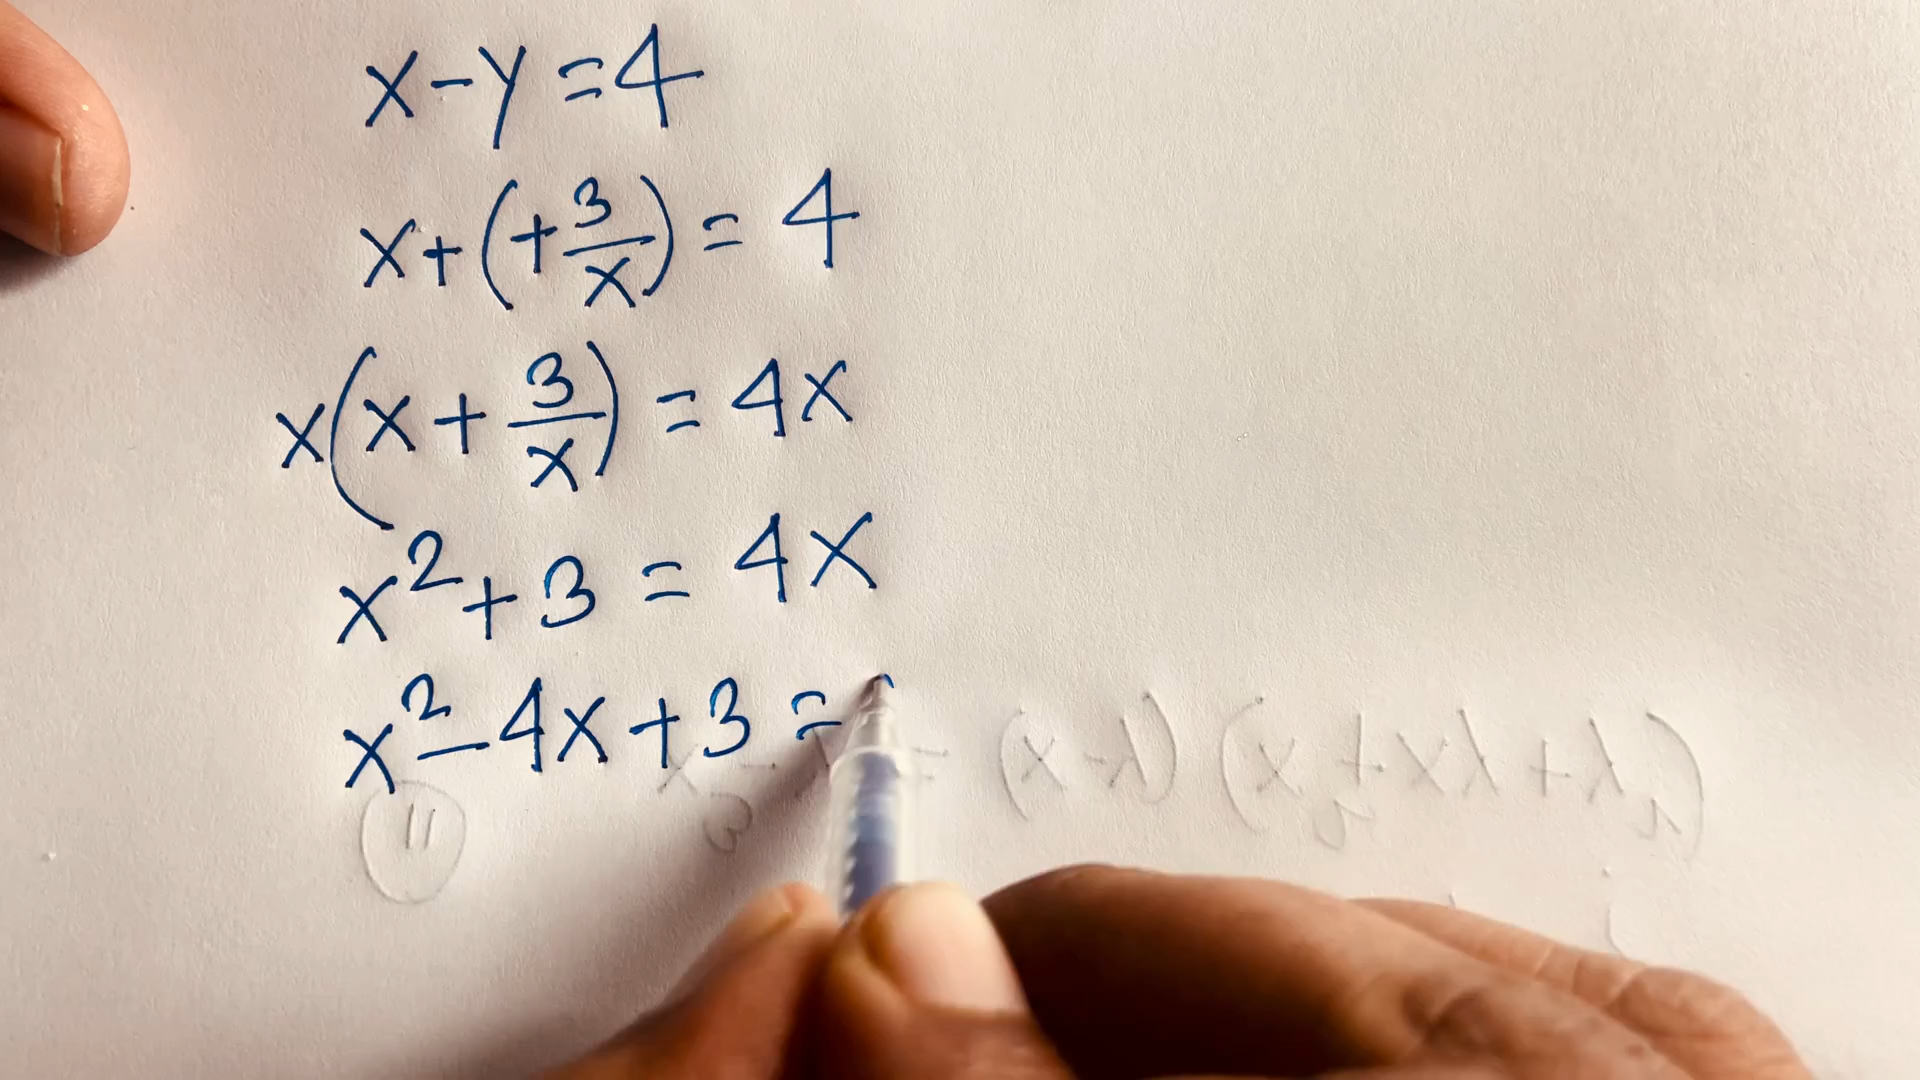 x-y=4
x+(+3/x)=4
x(x+3/x)=4x
x²+3=4x
x²-4x+3=